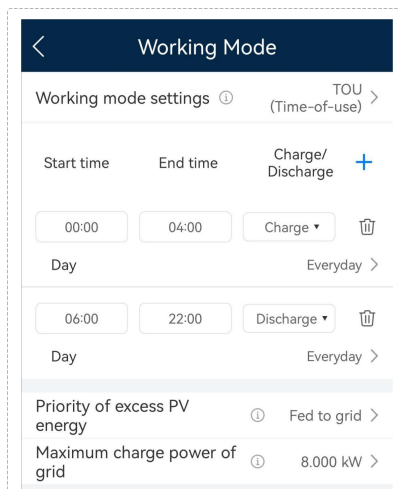 Working Mode
Working mode settings TOU
(Time-of-use)
Start time End time Charge/
Discharge
00:00 04:00 Charge
Day Everyday
06:00 22:00 Discharge
Day Everyday
Priority of excess PV
energy Fed to grid
Maximum charge power of
grid 8.000 kW